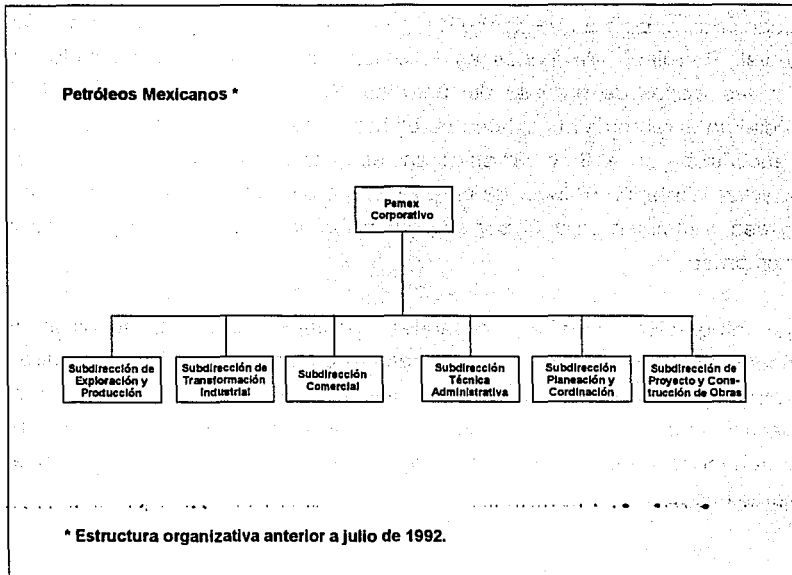 Petróleos Mexicanos *
Pemex
Corporativo
Subdirección de
Exploración y
Producción
Subdirección de
Transformación
Industrial
Subdirección
Comercial
Subdirección
Técnica
Administrativa
Subdirección
Planeación y
Cordinación
Subdirección de
Proyecto y Cons-
trucción de Obras
* Estructura organizativa anterior a julio de 1992.